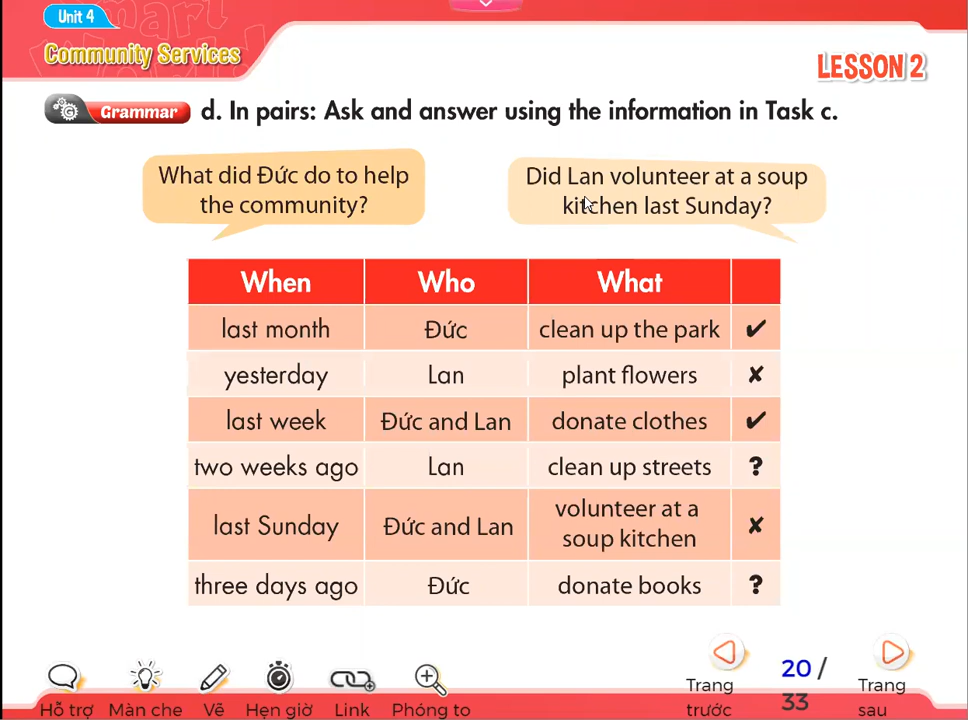 Unit 4
Community Services
LESSON 2
Grammar d. In pairs: Ask and answer using the information in Task c.
What did Đức do to help
the community?
Did Lan volunteer at a soup
kitchen last Sunday?
When Who What
last month Đức clean up the park ✔
yesterday Lan plant flowers ✘
last week Đức and Lan donate clothes ✔
two weeks ago Lan clean up streets ?
last Sunday Đức and Lan volunteer at a
soup kitchen ✘
three days ago Đức donate books ?
Hỗ trợ Màn che Vẽ Hẹn giờ Link Phóng to
Trang
trước
20 /
33
Trang
sau